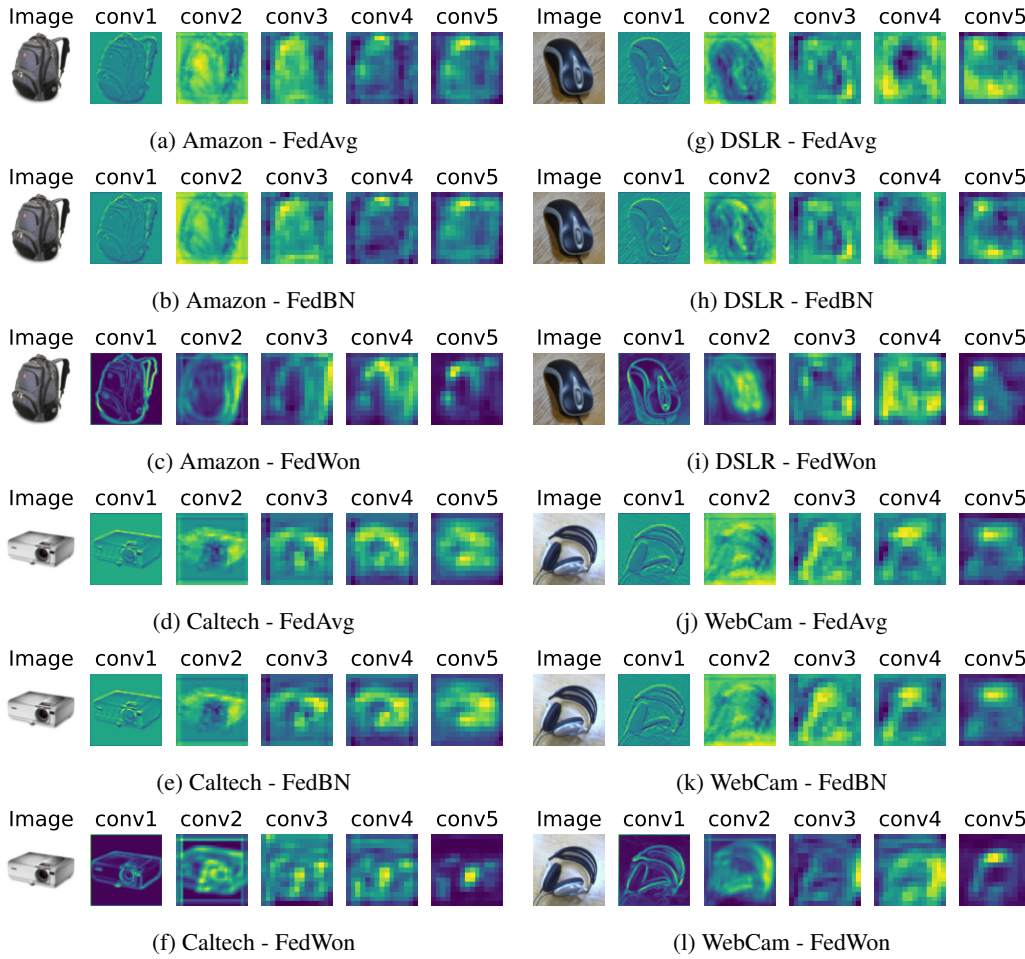 Image conv1 conv2 conv3 conv4 conv5
(a) Amazon - FedAvg
Image conv1 conv2 conv3 conv4 conv5
(b) Amazon - FedBN
Image conv1 conv2 conv3 conv4 conv5
(c) Amazon - FedWon
Image conv1 conv2 conv3 conv4 conv5
(d) Caltech - FedAvg
Image conv1 conv2 conv3 conv4 conv5
(e) Caltech - FedBN
Image conv1 conv2 conv3 conv4 conv5
(f) Caltech - FedWon
Image conv1 conv2 conv3 conv4 conv5
(g) DSLR - FedAvg
Image conv1 conv2 conv3 conv4 conv5
(h) DSLR - FedBN
Image conv1 conv2 conv3 conv4 conv5
(i) DSLR - FedWon
Image conv1 conv2 conv3 conv4 conv5
(j) WebCam - FedAvg
Image conv1 conv2 conv3 conv4 conv5
(k) WebCam - FedBN
Image conv1 conv2 conv3 conv4 conv5
(l) WebCam - FedWon